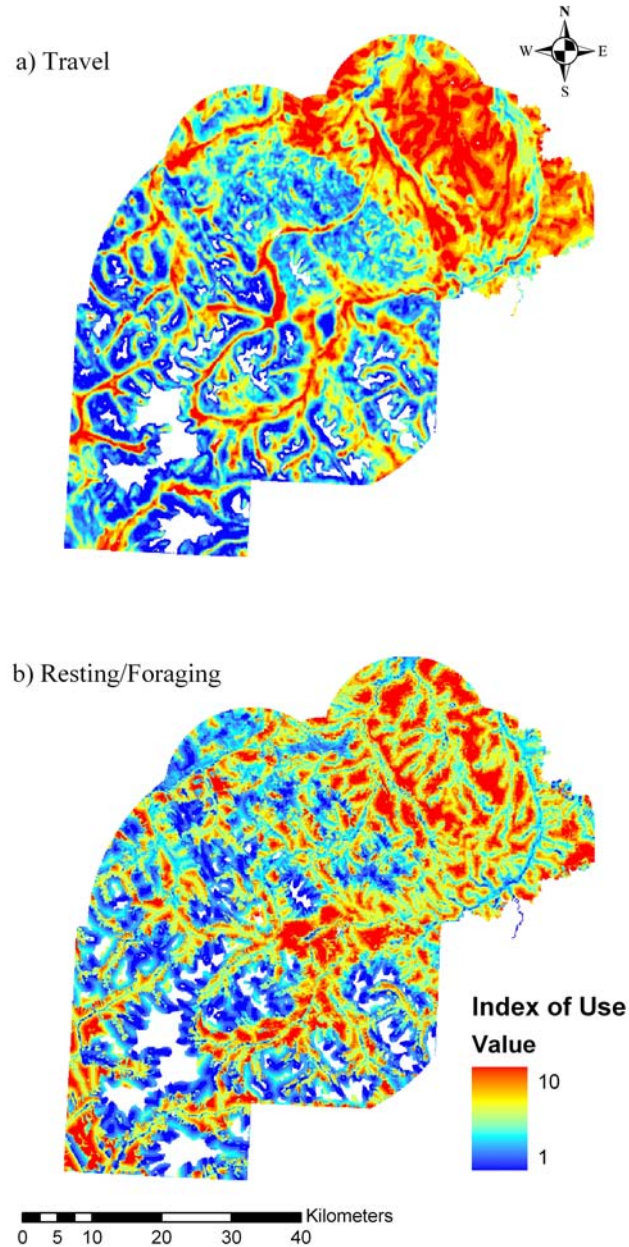 N
a) Travel
W E
S
b) Resting/Foraging
Index of Use
Value
10
1
Kilometers
0 5 10 20 30 40